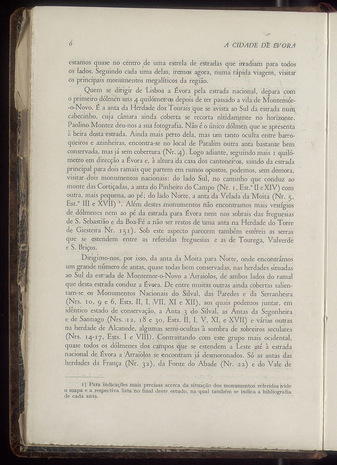 6 A CIDADE DE ÉVORA
estamos quase no centro de uma estrela de estradas que irradiam para todos
os lados. Seguindo cada uma delas, iremos agora, numa rápida viagem, visitar
os principais monumentos megalíticos da região.
Quem se dirigir de Lisboa a Évora pela estrada nacional, depara com
o primeiro dólmen uns 4 quilómetros depois de ter passado a vila de Montemór-
-o-Novo. É a anta da Herdade dos Tourais que se avista ao Sul da estrada num
cabecinho, cuja câmara ainda coberta se recorta nitidamente no horizonte.
Paulino Montez deu-nos a sua fotografia. Não é o único dólmen que se apresenta
à beira desta estrada. Ainda mais perto dela, mas um tanto oculta entre barro-
queiros e azinheiras, encontra-se no local de Patalim outra anta bastante bem
conservada, mas já sem cobertura (Nr. 4). Logo adiante, seguindo mais 1 quiló-
metro em direcção a Évora e, à altura da casa dos cantoneiros, saindo da estrada
principal para dois ramais que partem em rumos opostos, podemos, sem demora,
visitar dois monumentos nacionais: do lado Sul, no caminho que conduz ao
monte das Cortiçadas, a anta do Pinheiro do Campo (Nr. 1, Est.ª II e XIV) com
outra, mais pequena, ao pé; do lado Norte, a anta da Velada da Moita (Nr. 5,
Est.ª III e XVII) ¹. Além destes monumentos não encontramos mais vestígios
de dólmenes nem ao pé da estrada para Évora nem nos sobrais das freguesias
de S. Sebastião e da Boa-Fé a não ser restos de uma anta na Herdade do Torre
de Giesteira Nr. 151). Sob este aspecto parecem também estéreis as serras
que se estendem entre as referidas freguesias e as de Tourega, Valverde
e S. Briços.
Dirigimo-nos, por isso, da anta da Moita para Norte, onde encontrámos
um grande número de antas, quase todas bem conservadas, nas herdades situadas
ao Sul da estrada de Montemor-o-Novo a Arraiolos, de ambos lados do ramal
que desta estrada conduz a Évora. De entre muitas outras ainda cobertas salien-
tam-se os Monumentos Nacionais do Silval, das Paredes e da Serranheira
(Nrs. 10, 9 e 6, Ests. II, I, VII, XI e XII), aos quais podemos juntar, em
idêntico estado de conservação, a Anta 3 do Silval, as Antas da Segonheira
e de Santiago (Nrs. 12, 18 e 30, Ests. II, I, V, XI, e XVII) e várias outras
na herdade de Alcanede, algumas semi-ocultas à sombra de sobreiros seculares
(Nrs. 14-17, Ests. I e VIII). Contrastando com este grupo mais ocidental,
quase todos os dólmenes dos campos que se estendem a Leste até à estrada
nacional de Évora a Arraiolos se encontram já desmoronados. Só as antas das
herdades da França (Nr. 32), da Fonte do Abade (Nr. 22) e do Vale de
1) Para indicações mais precisas acerca da situação dos monumentos referidos vide
o mapa e a respectiva lista no final deste estudo, na qual também se indica a bibliografia
de cada anta.